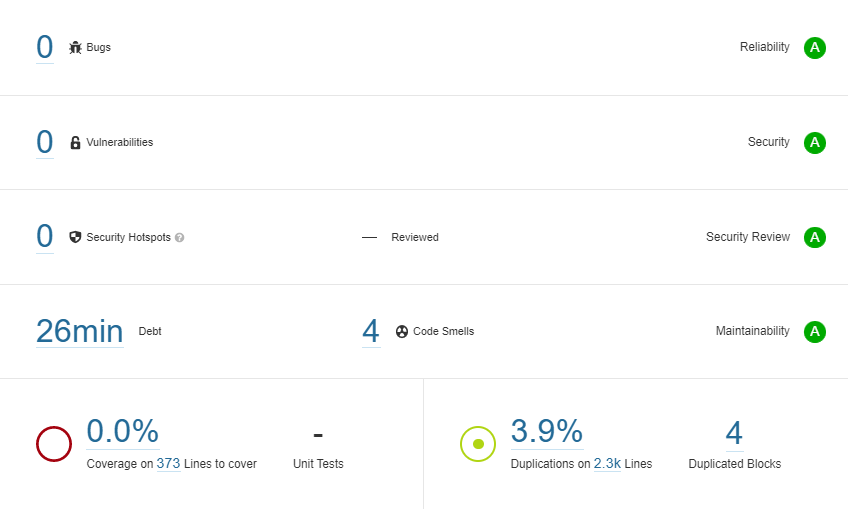 0 Bugs Reliability A
0 Vulnerabilities Security A
0 Security Hotspots ? — Reviewed Security Review A
26min Debt 4 Code Smells Maintainability A
0.0% - 3.9% 4
Coverage on 373 Lines to cover Unit Tests Duplications on 2.3k Lines Duplicated Blocks